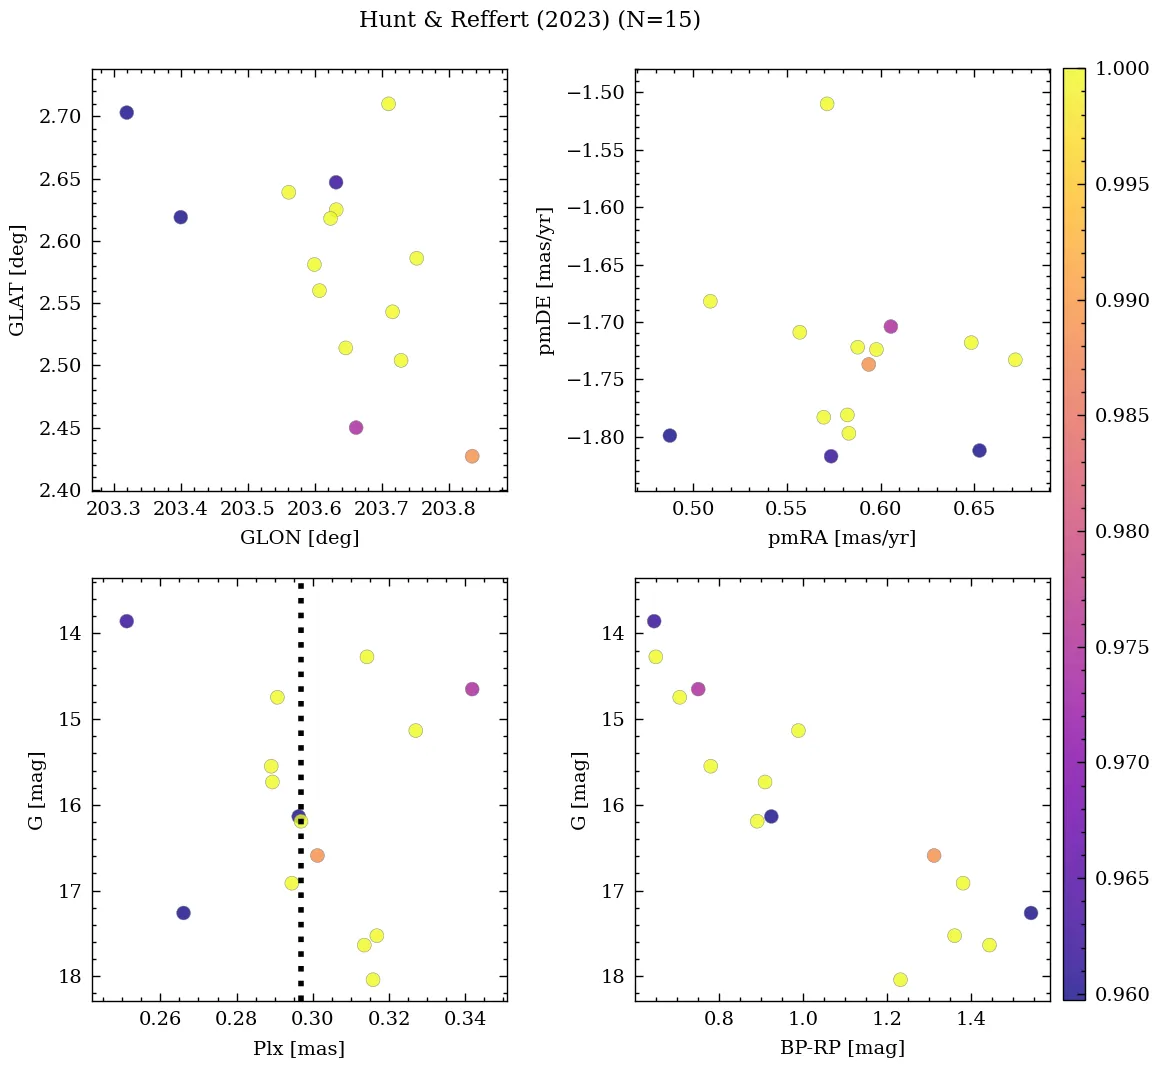 Hunt & Reffert (2023) (N=15)
2.70
2.65
2.60
2.55
2.50
2.45
2.40
GLAT [deg]
203.3 203.4 203.5 203.6 203.7 203.8
GLON [deg]
−1.50
−1.55
−1.60
−1.65
−1.70
−1.75
−1.80
pmDE [mas/yr]
0.50 0.55 0.60 0.65
pmRA [mas/yr]
14
15
16
17
18
G [mag]
0.26 0.28 0.30 0.32 0.34
Plx [mas]
14
15
16
17
18
G [mag]
0.8 1.0 1.2 1.4
BP-RP [mag]
1.000
0.995
0.990
0.985
0.980
0.975
0.970
0.965
0.960